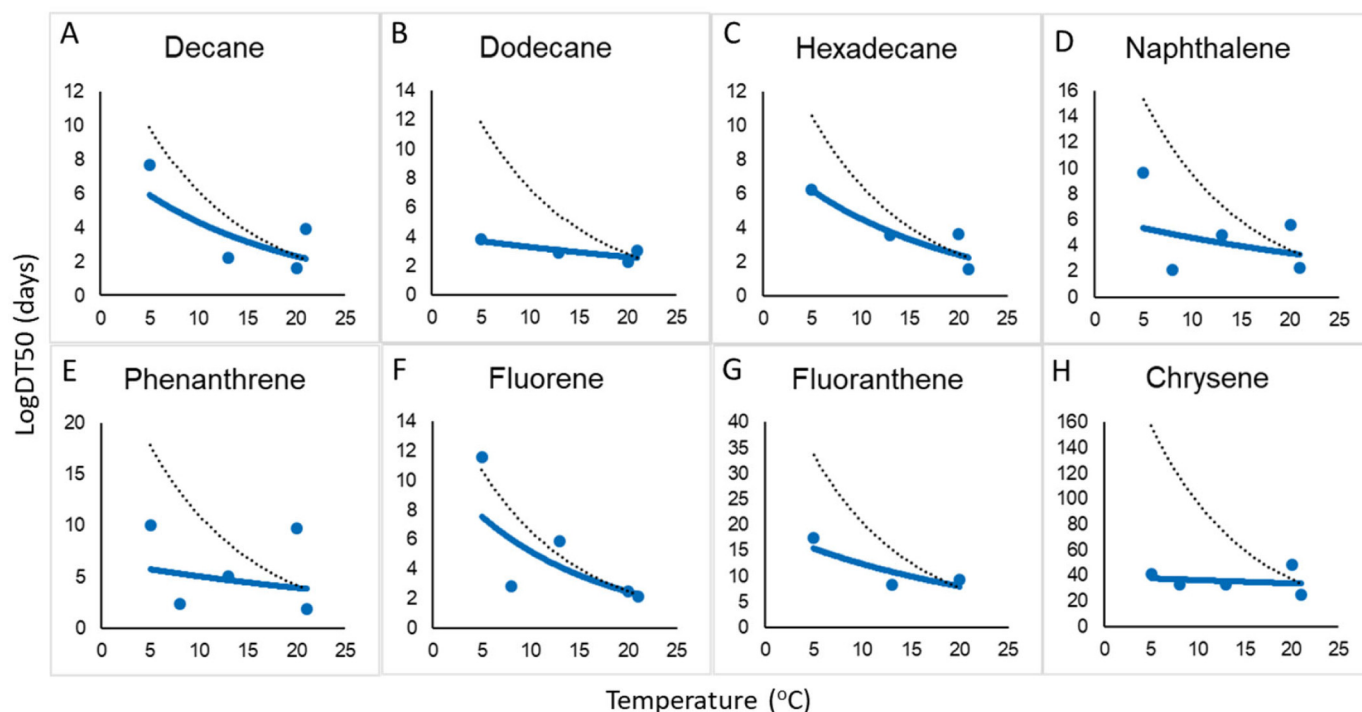 A
Decane
12
10
8
6
4
2
0
0 5 10 15 20 25
B
Dodecane
14
12
10
8
6
4
2
0
0 5 10 15 20 25
C
Hexadecane
12
10
8
6
4
2
0
0 5 10 15 20 25
D
Naphthalene
16
14
12
10
8
6
4
2
0
0 5 10 15 20 25
LogDT50 (days)
E
Phenanthrene
20
15
10
5
0
0 5 10 15 20 25
F
Fluorene
14
12
10
8
6
4
2
0
0 5 10 15 20 25
G
Fluoranthene
40
35
30
25
20
15
10
5
0
0 5 10 15 20 25
H
Chrysene
160
140
120
100
80
60
40
20
0
0 5 10 15 20 25
Temperature (°C)